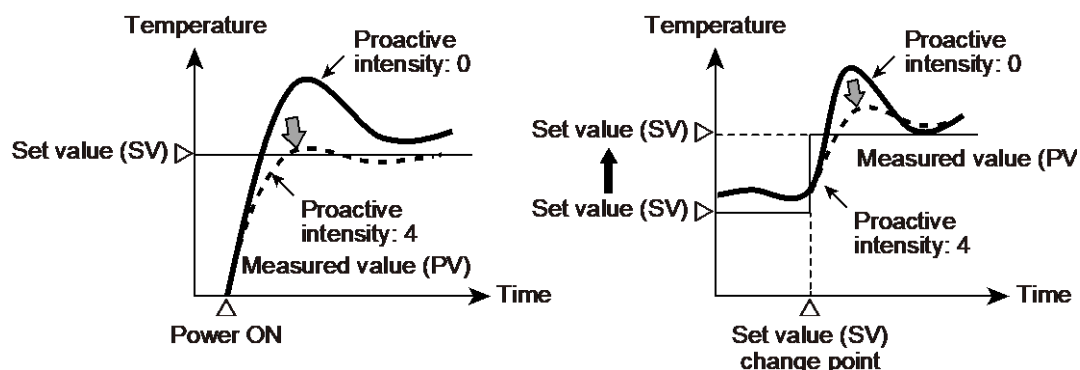 Temperature
Proactive
intensity: 0
Set value (SV)
Proactive
intensity: 4
Measured value (PV)
Time
Power ON
Temperature
Proactive
intensity: 0
Set value (SV)
Measured value (PV
Set value (SV)
Proactive
intensity: 4
Time
Set value (SV)
change point